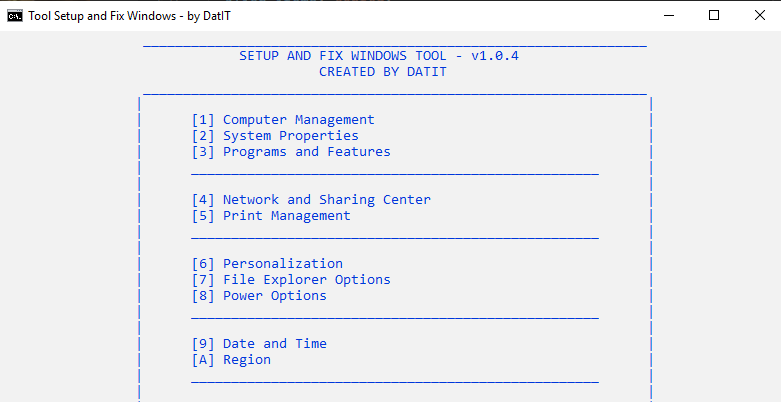 Tool Setup and Fix Windows - by DatIT
SETUP AND FIX WINDOWS TOOL - v1.0.4
CREATED BY DATIT
[1] Computer Management
[2] System Properties
[3] Programs and Features
[4] Network and Sharing Center
[5] Print Management
[6] Personalization
[7] File Explorer Options
[8] Power Options
[9] Date and Time
[A] Region